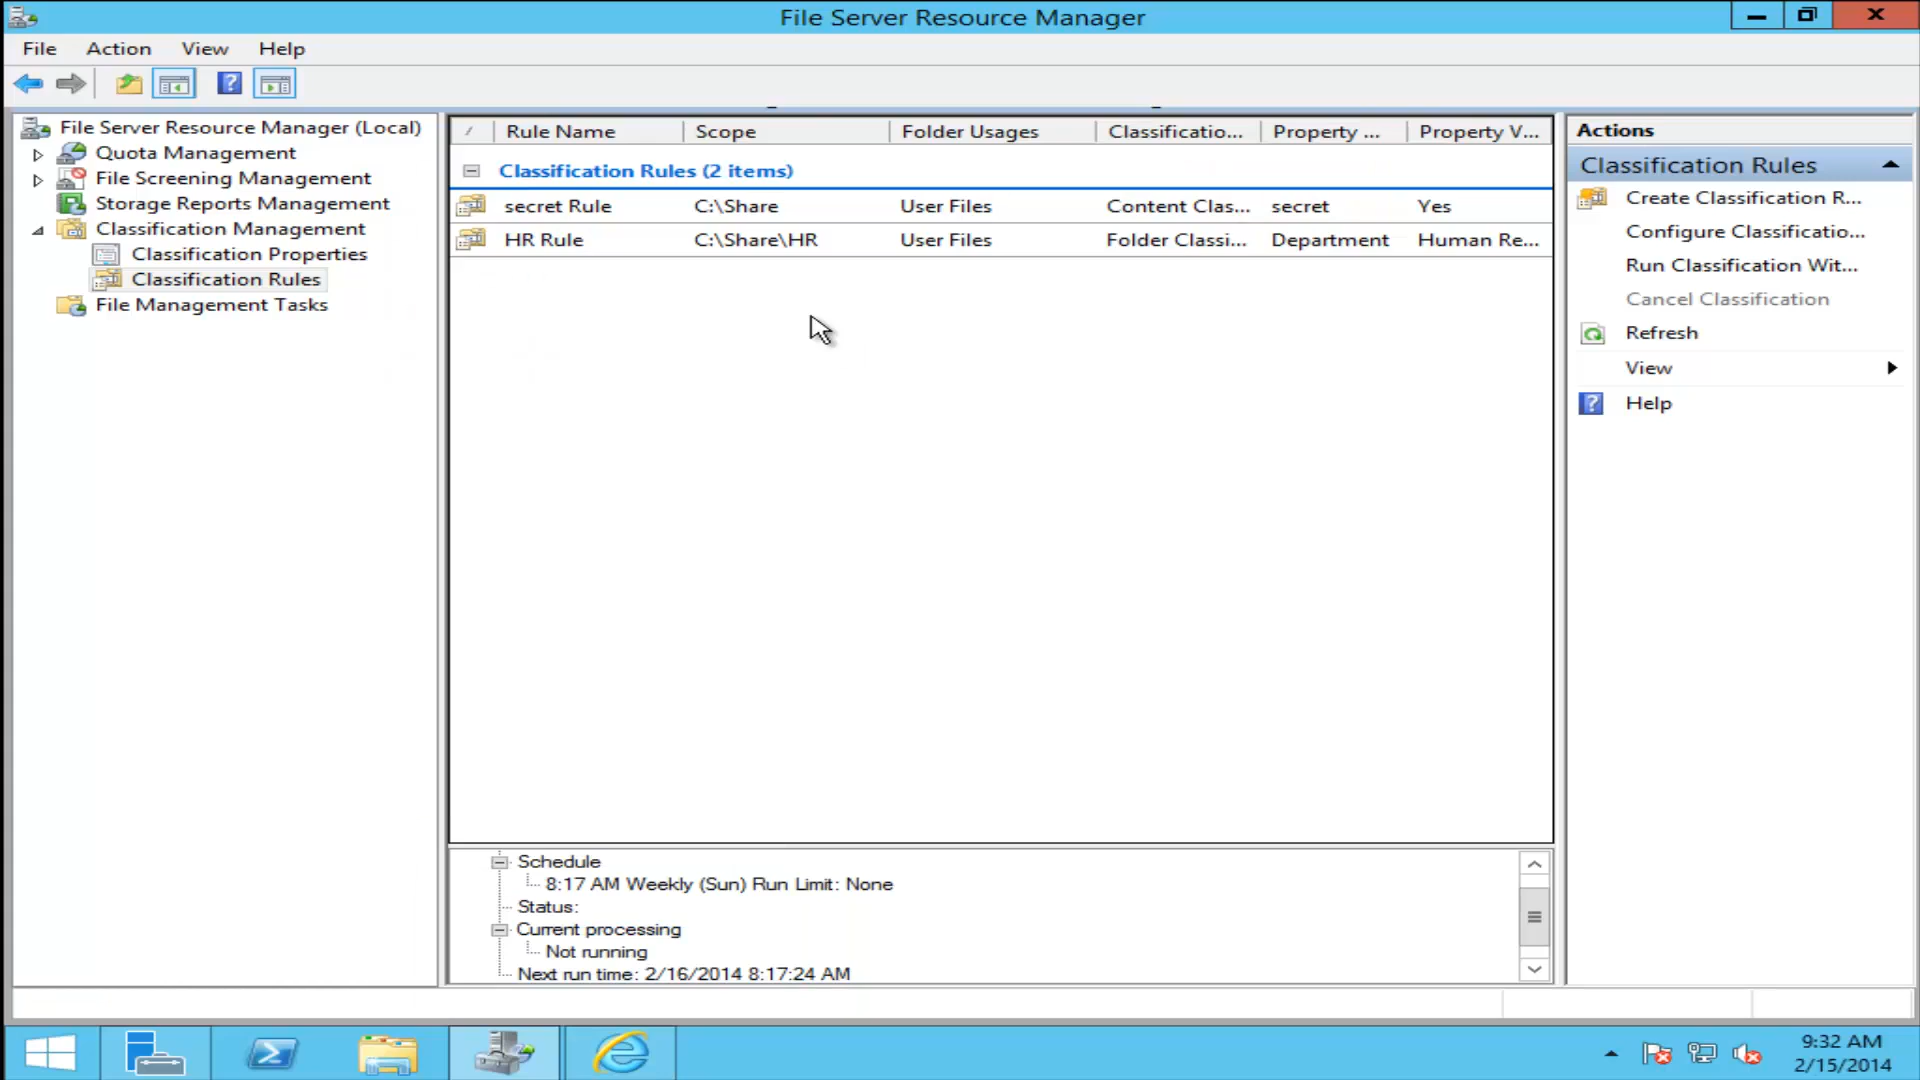 File Server Resource Manager
File Action View Help
File Server Resource Manager (Local)
Quota Management
File Screening Management
Storage Reports Management
Classification Management
Classification Properties
Classification Rules
File Management Tasks
Rule Name Scope Folder Usages Classificatio... Property ... Property V...
Classification Rules (2 items)
secret Rule C:\Share User Files Content Clas... secret Yes
HR Rule C:\Share\HR User Files Folder Classi... Department Human Re...
Schedule
8:17 AM Weekly (Sun) Run Limit: None
Status:
Current processing
Not running
Next run time: 2/16/2014 8:17:24 AM
Actions
Classification Rules
Create Classification R...
Configure Classificatio...
Run Classification Wit...
Cancel Classification
Refresh
View
Help
9:32 AM
2/15/2014